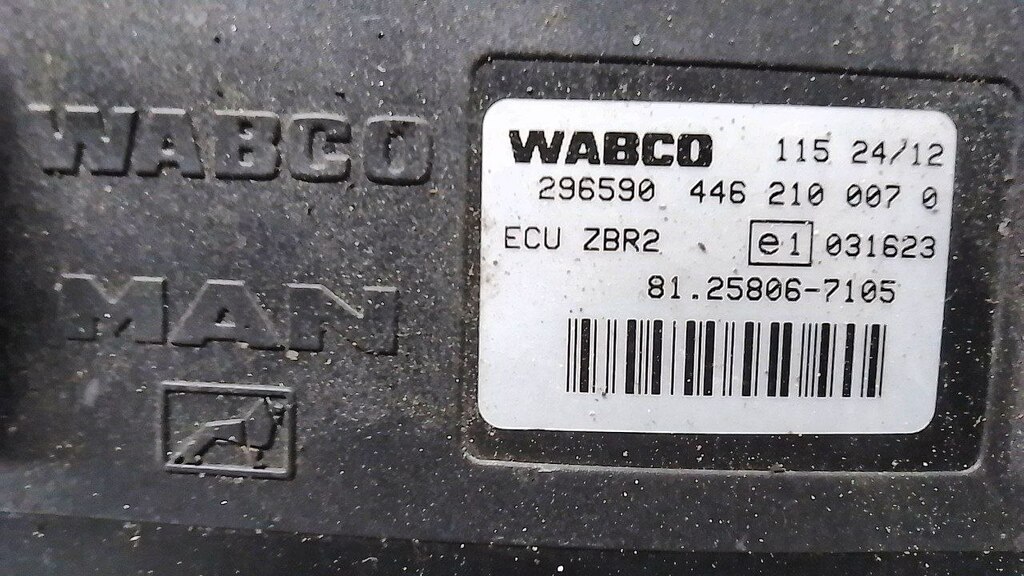 WABCO
MAN
WABCO 115 24/12
296590 446 210 007 0
ECU ZBR2 e1 031623
81.25806-7105